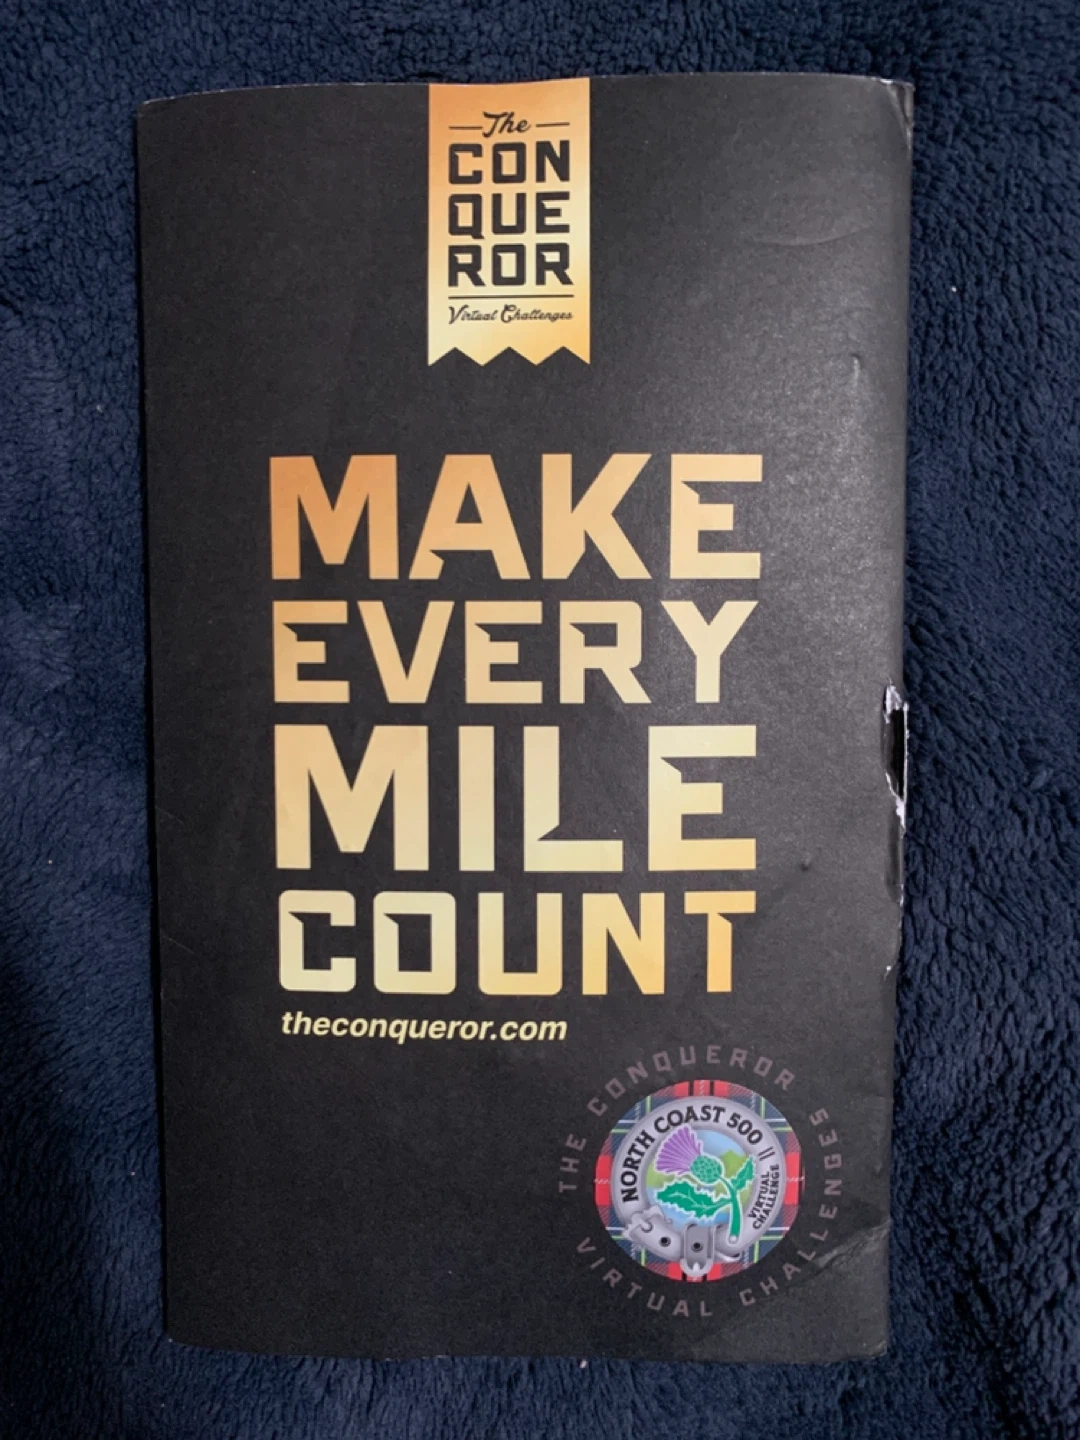 The
CON
QUE
ROR
Virtual Challenges
MAKE
EVERY
MILE
COUNT
theconqueror.com
THE CONQUEROR
VIRTUAL CHALLENGES
NORTH COAST 500
VIRTUAL
CHALLENGE